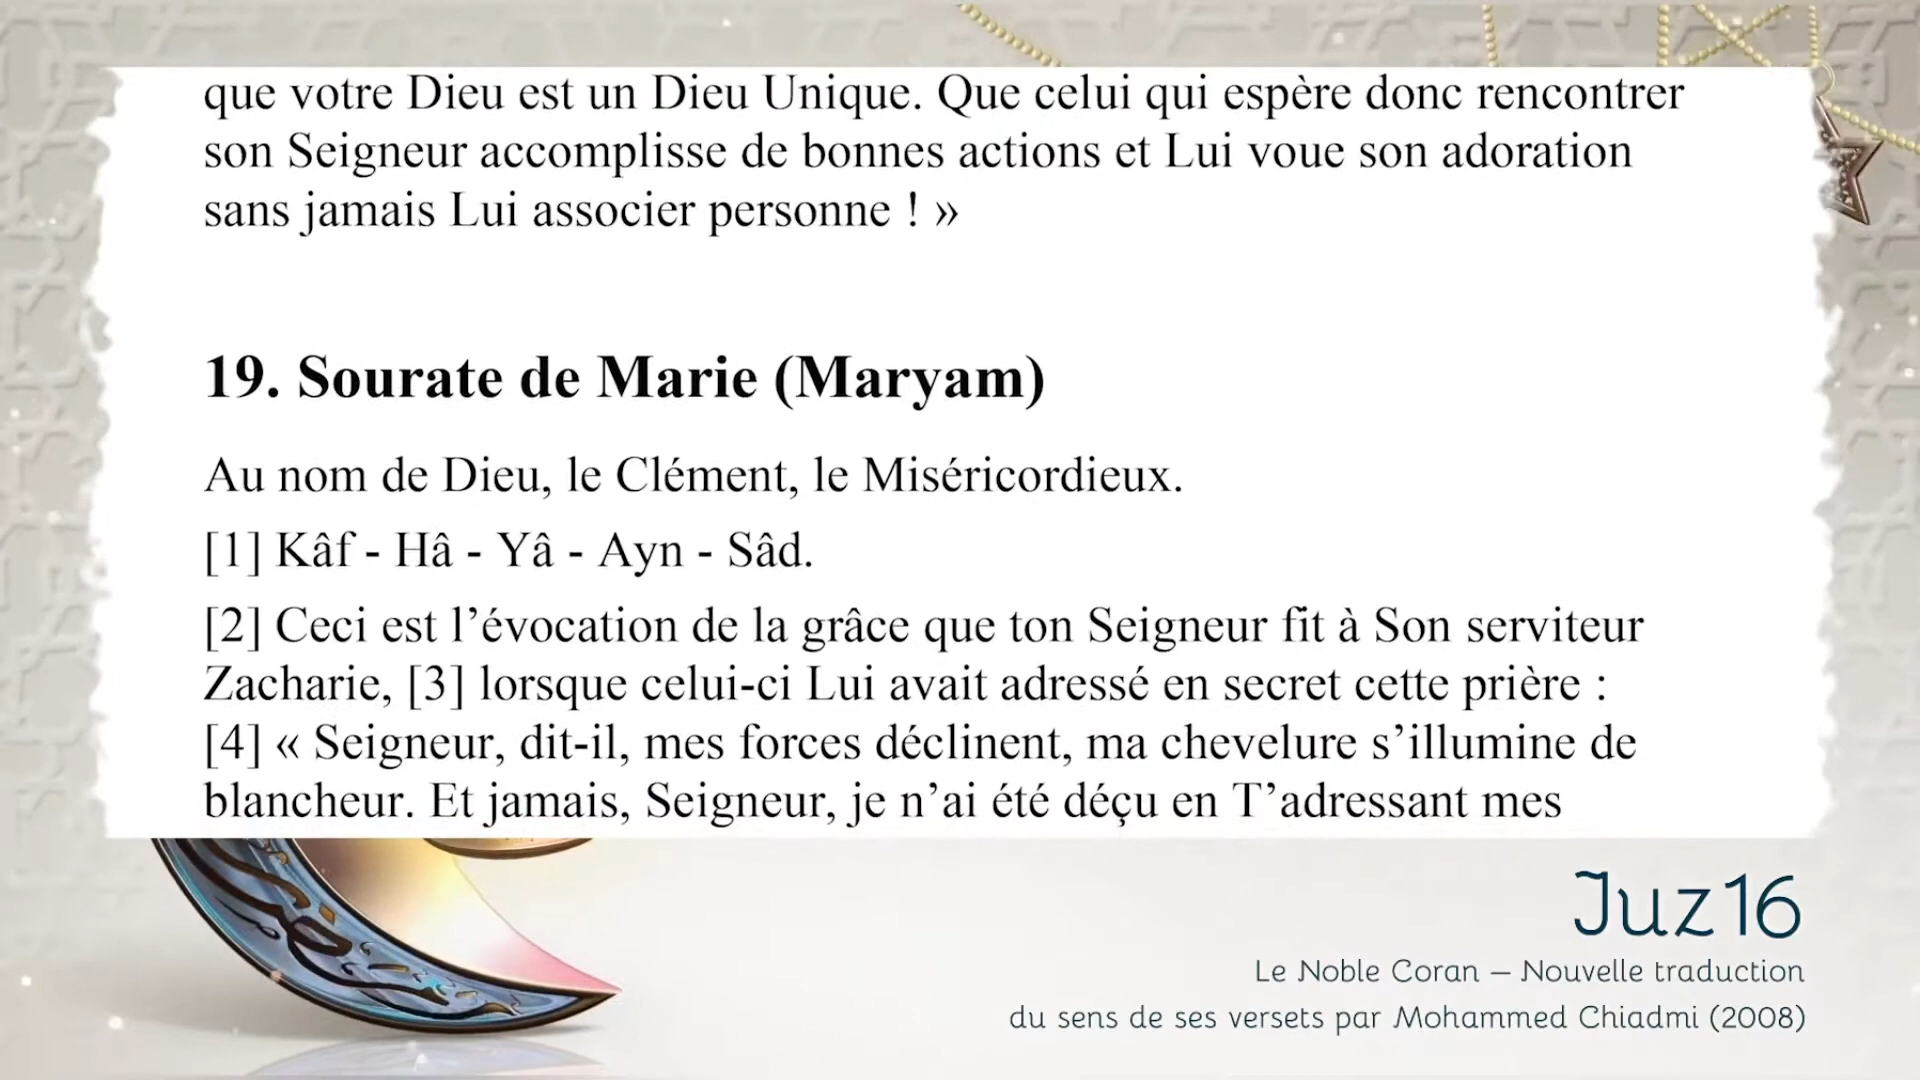 que votre Dieu est un Dieu Unique. Que celui qui espère donc rencontrer
son Seigneur accomplisse de bonnes actions et Lui voue son adoration
sans jamais Lui associer personne ! »
19. Sourate de Marie (Maryam)
Au nom de Dieu, le Clément, le Miséricordieux.
[1] Kâf - Hâ - Yâ - Ayn - Sâd.
[2] Ceci est l’évocation de la grâce que ton Seigneur fit à Son serviteur
Zacharie, [3] lorsque celui-ci Lui avait adressé en secret cette prière :
[4] « Seigneur, dit-il, mes forces déclinent, ma chevelure s’illumine de
blancheur. Et jamais, Seigneur, je n’ai été déçu en T’adressant mes
Juz 16
Le Noble Coran – Nouvelle traduction
du sens de ses versets par Mohammed Chiadmi (2008)